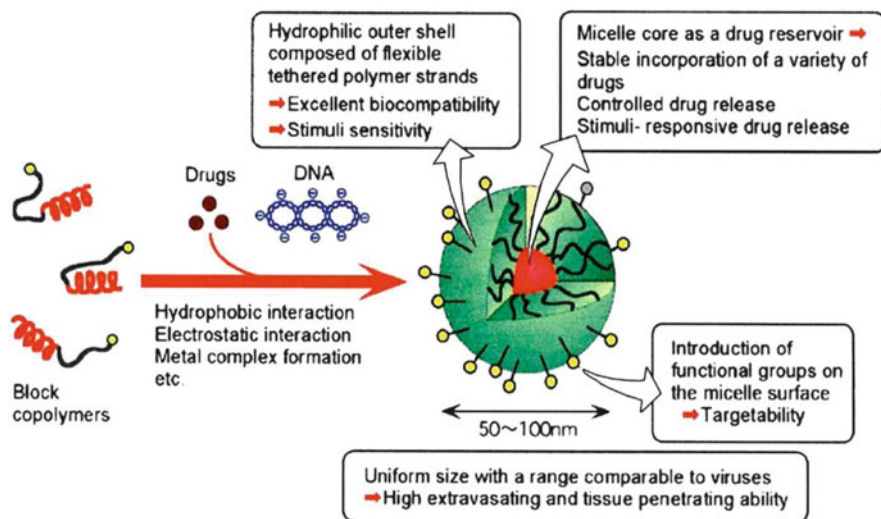 Hydrophilic outer shell
composed of flexible
tethered polymer strands
➡Excellent biocompatibility
➡Stimuli sensitivity
Micelle core as a drug reservoir ➡
Stable incorporation of a variety of
drugs
Controlled drug release
Stimuli- responsive drug release
Drugs
DNA
Hydrophobic interaction
Electrostatic interaction
Metal complex formation
etc.
Block
copolymers
50~100nm
Introduction of
functional groups on
the micelle surface
➡Targetability
Uniform size with a range comparable to viruses
➡High extravasating and tissue penetrating ability